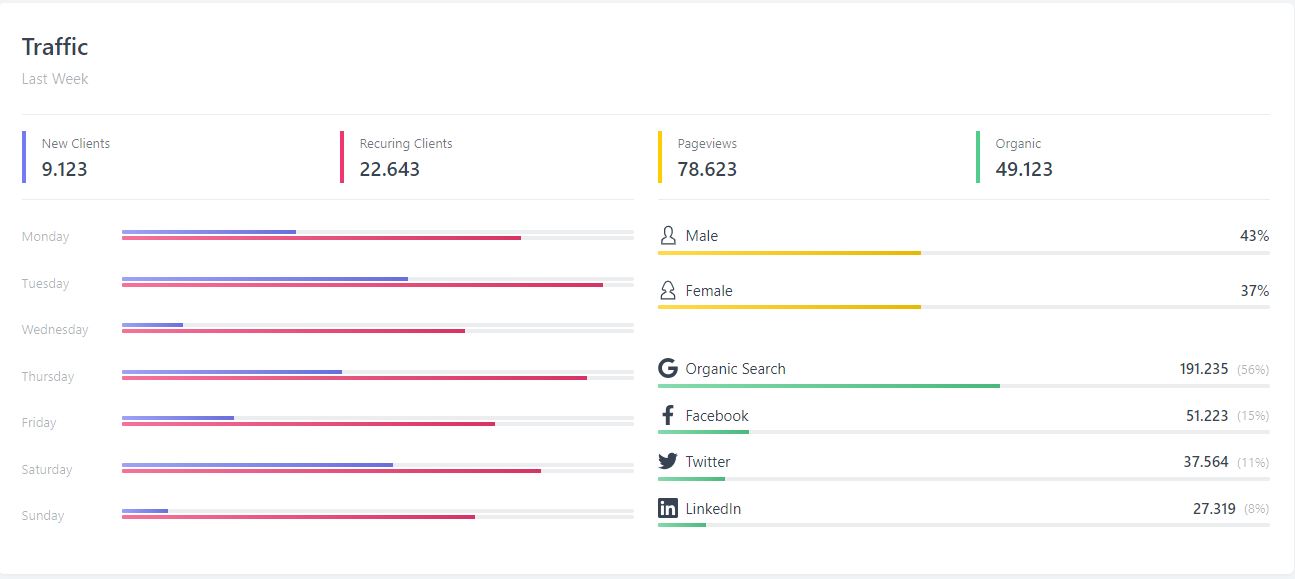 Traffic
Last Week
New Clients
9.123
Recuring Clients
22.643
Pageviews
78.623
Organic
49.123
Monday
Tuesday
Wednesday
Thursday
Friday
Saturday
Sunday
Male 43%
Female 37%
Organic Search 191.235 (56%)
Facebook 51.223 (15%)
Twitter 37.564 (11%)
LinkedIn 27.319 (8%)